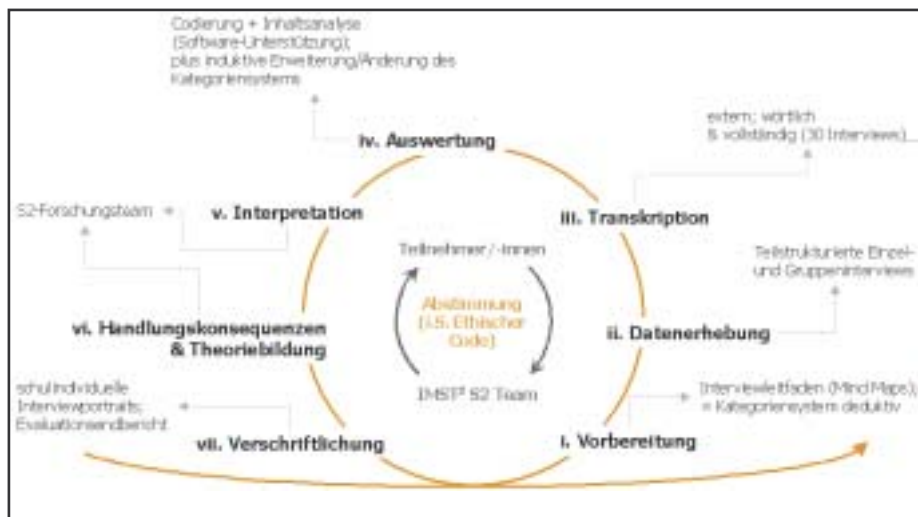 Codierung + Inhaltsanalyse
(Software-Unterstützung);
plus induktive Erweiterung/Änderung des
Kategoriensystems
iv. Auswertung
extern; wörtlich
& vollständig (30 Interviews)
S2-Forschungsteam
v. Interpretation
iii. Transkription
Teilnehmer/-innen
Teilstrukturierte Einzel-
und Gruppeninterviews
Abstimmung
(i.S. Ethischer
Code)
vi. Handlungskonsequenzen
& Theoriebildung
ii. Datenerhebung
IMST² S2 Team
schulindividuelle
Interviewportraits;
Evaluationsendbericht
Interviewleitfaden (Mind Maps);
= Kategoriensystem deduktiv
vii. Verschriftlichung
i. Vorbereitung